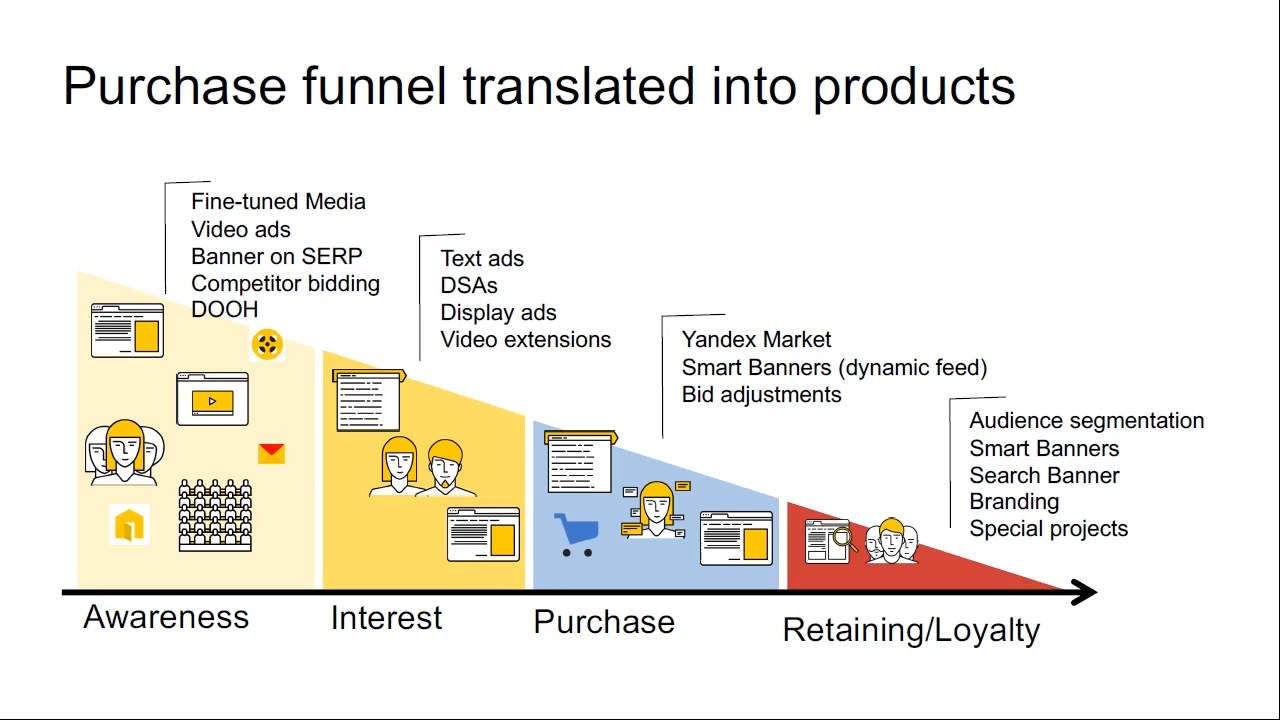 Purchase funnel translated into products
Fine-tuned Media
Video ads
Banner on SERP
Competitor bidding
DOOH
Text ads
DSAs
Display ads
Video extensions
Yandex Market
Smart Banners (dynamic feed)
Bid adjustments
Audience segmentation
Smart Banners
Search Banner
Branding
Special projects
Awareness
Interest
Purchase
Retaining/Loyalty